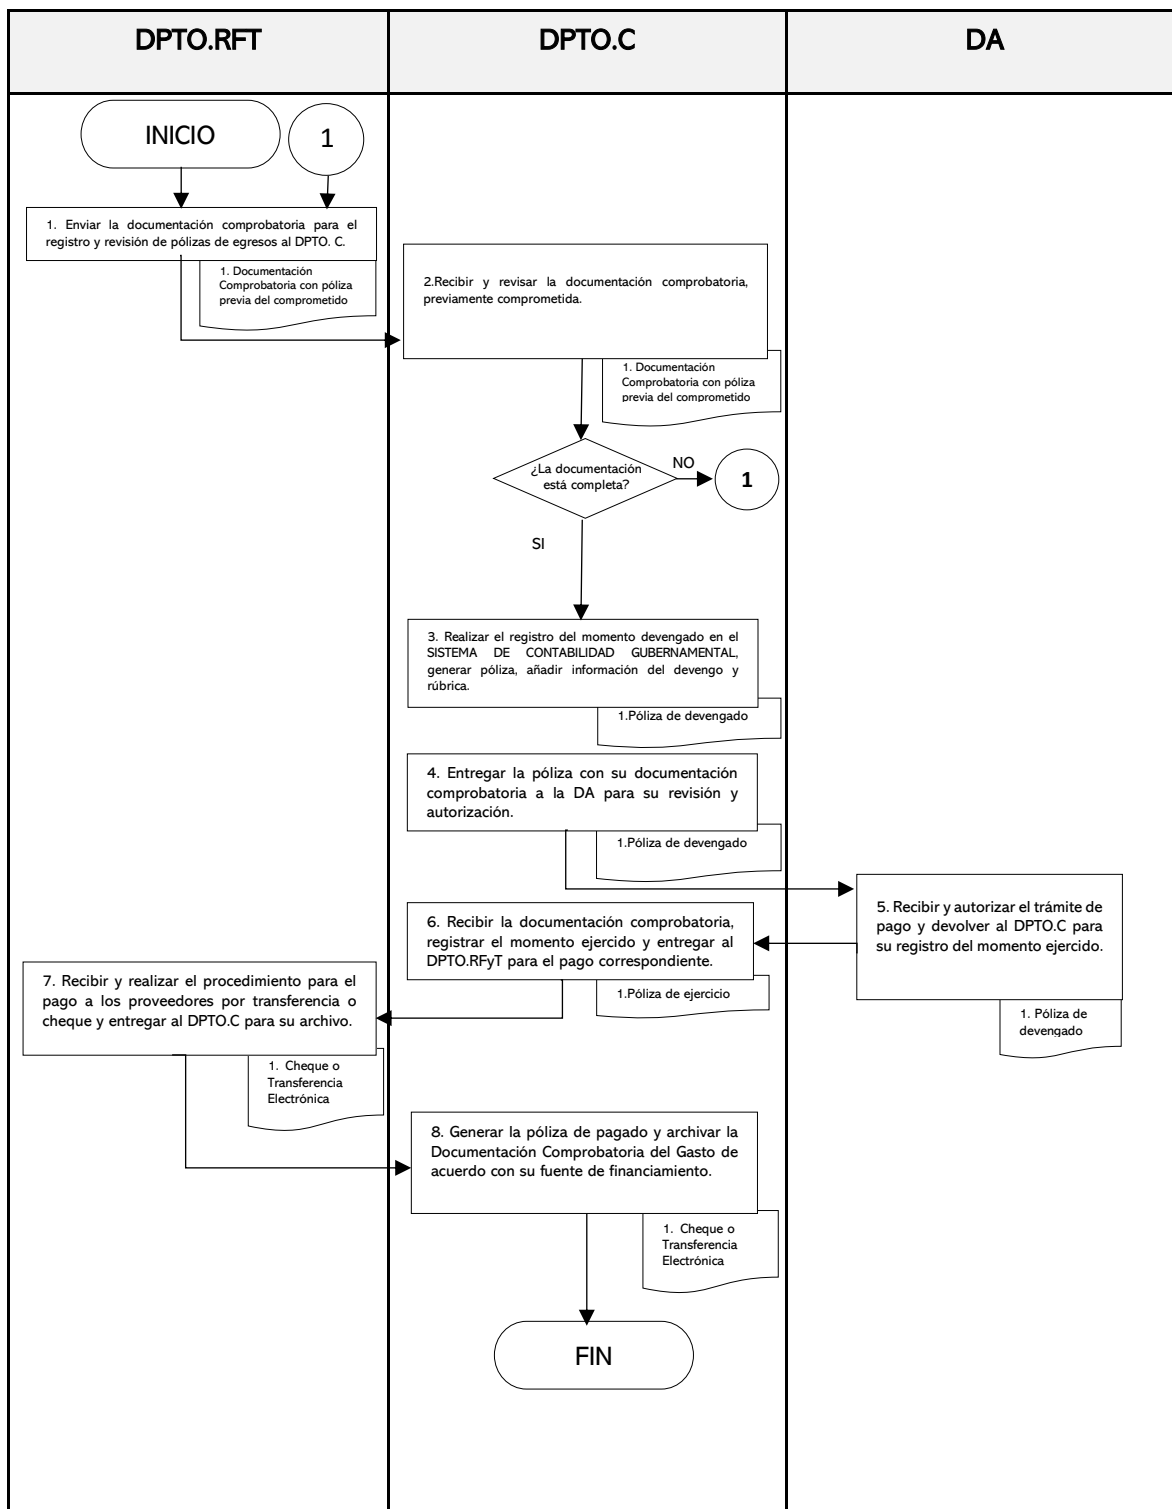 DPTO.RFT
DPTO.C
DA
INICIO
1
1. Enviar la documentación comprobatoria para el
registro y revisión de pólizas de egresos al DPTO. C.
1. Documentación
Comprobatoria con póliza
previa del comprometido
2.Recibir y revisar la documentación comprobatoria,
previamente comprometida.
1. Documentación
Comprobatoria con póliza
previa del comprometido
¿La documentación
está completa?
NO
1
SI
3. Realizar el registro del momento devengado en el
SISTEMA DE CONTABILIDAD GUBERNAMENTAL,
generar póliza, añadir información del devengo y
rúbrica.
1.Póliza de devengado
4. Entregar la póliza con su documentación
comprobatoria a la DA para su revisión y
autorización.
1.Póliza de devengado
5. Recibir y autorizar el trámite de
pago y devolver al DPTO.C para
su registro del momento ejercido.
1. Póliza de
devengado
6. Recibir la documentación comprobatoria,
registrar el momento ejercido y entregar al
DPTO.RFyT para el pago correspondiente.
1.Póliza de ejercicio
7. Recibir y realizar el procedimiento para el
pago a los proveedores por transferencia o
cheque y entregar al DPTO.C para su archivo.
1. Cheque o
Transferencia
Electrónica
8. Generar la póliza de pagado y archivar la
Documentación Comprobatoria del Gasto de
acuerdo con su fuente de financiamiento.
1. Cheque o
Transferencia
Electrónica
FIN